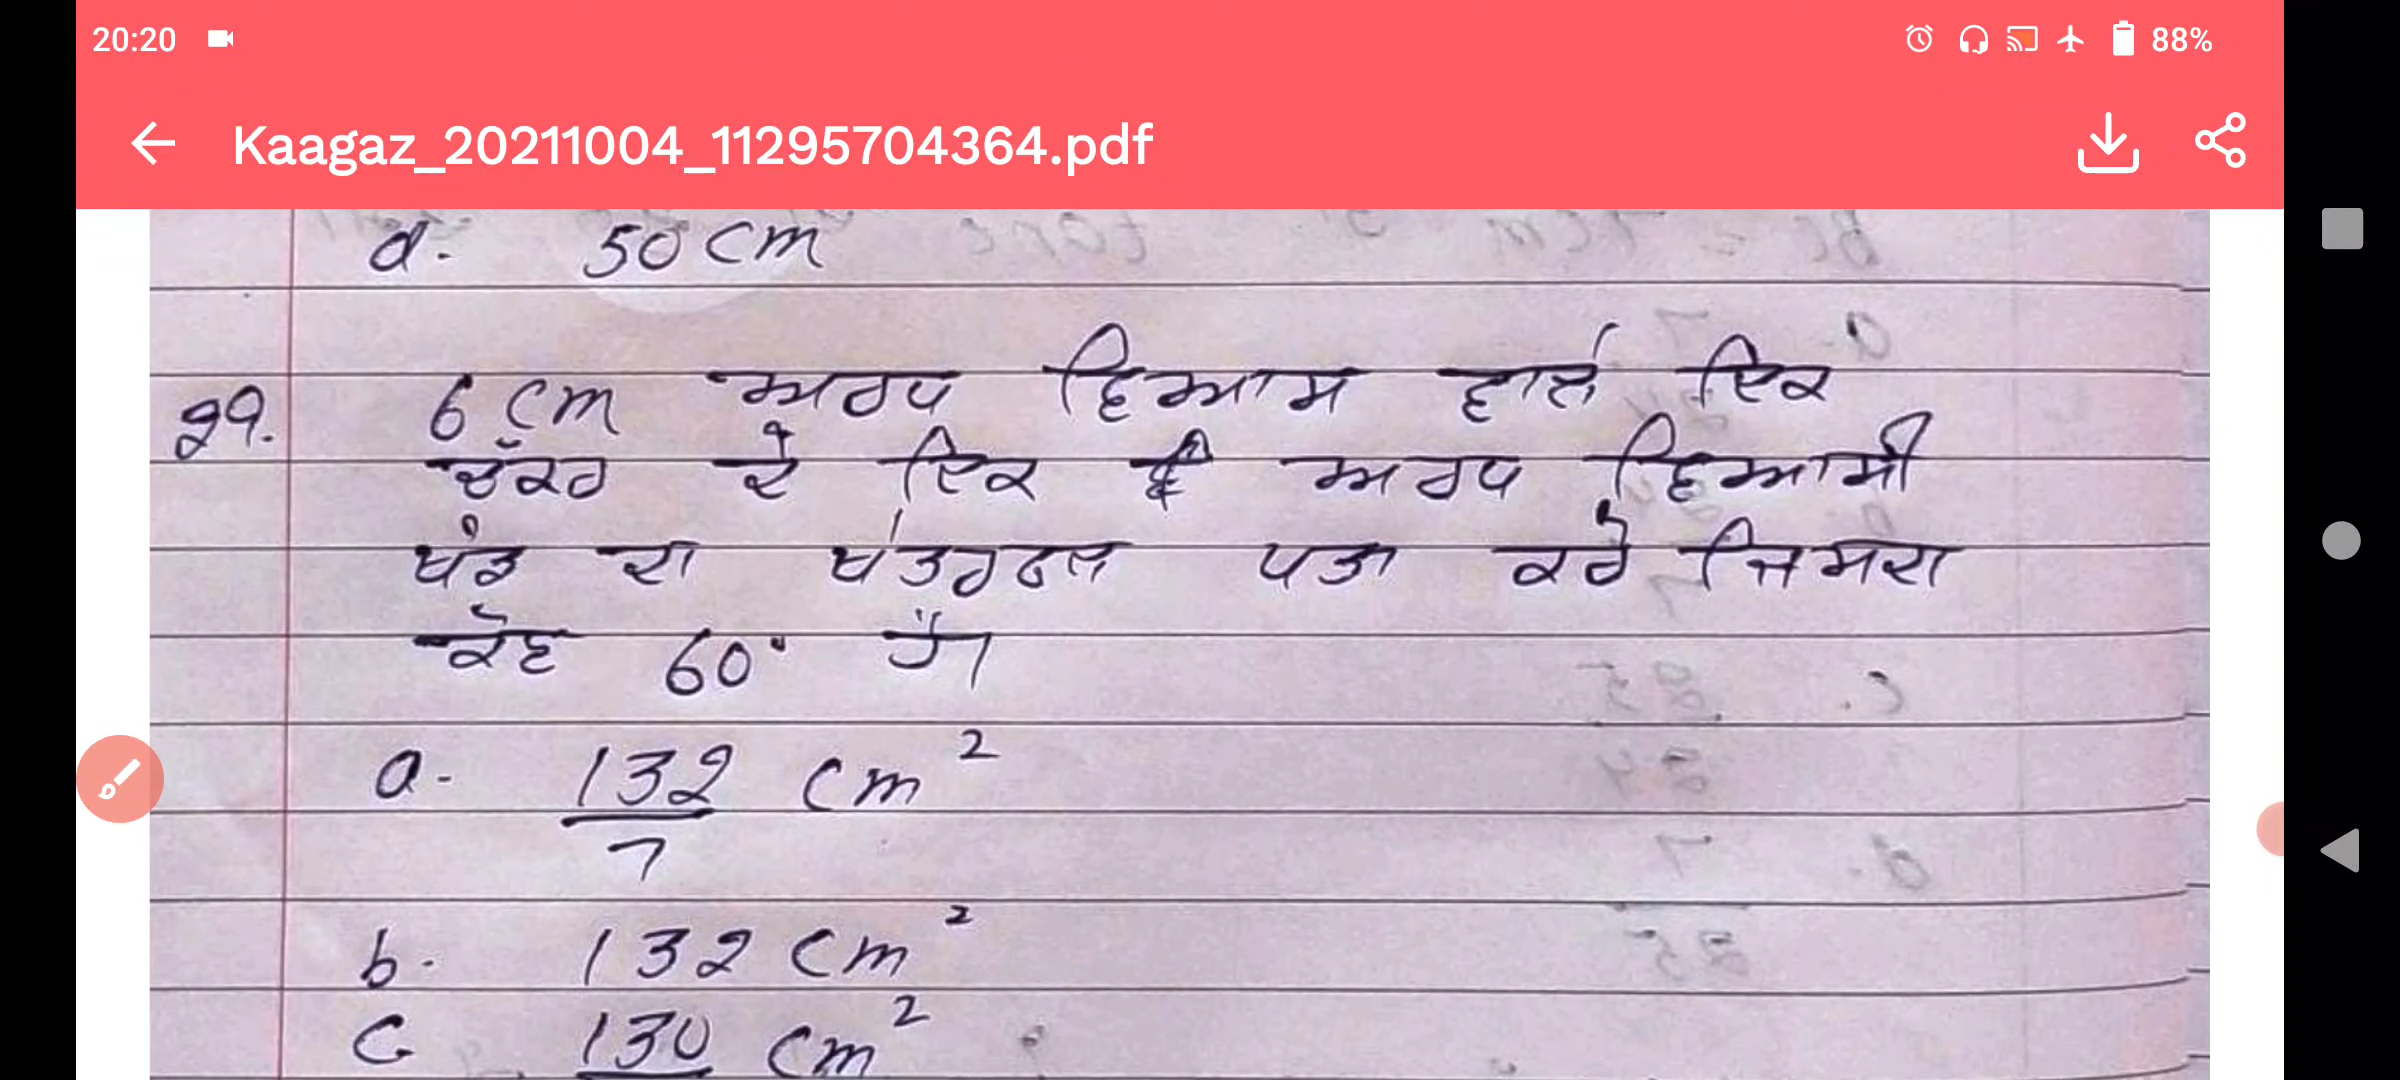 20:20 88%
Kaagaz_20211004_11295704364.pdf
d. 50 cm
29. 6 cm ਅਰਧ ਵਿਆਸ ਵਾਲੇ ਇਕ
ਚੱਕਰ ਦੇ ਇਕ ਅਰਧ ਵਿਆਸੀ
ਖੰਡ ਦਾ ਖੇਤਰਫਲ ਪਤਾ ਕਰੋ ਜਿਸਦਾ
ਕੋਣ 60° ਹੈ।
a. 132/7 cm²
b. 132 cm²
c 130 cm²